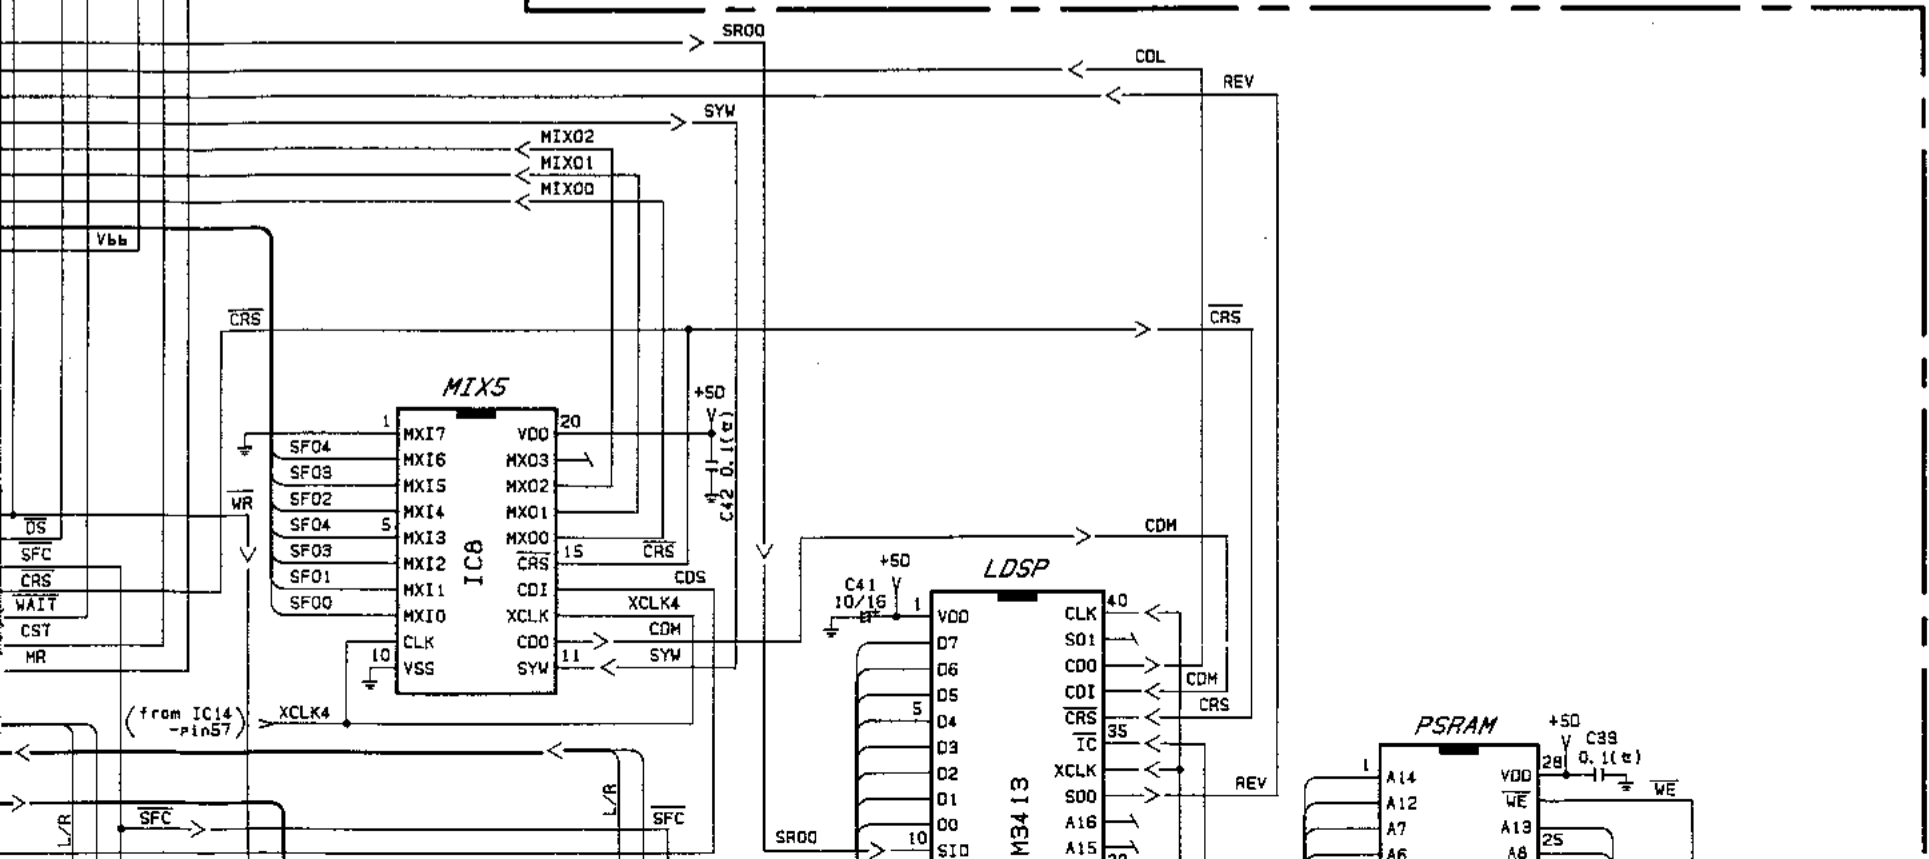 SROO
COL
REV
SYW
MIXO2
MIXO1
MIXOO
Vbb
CRS
CRS
MIX5
+5D
1
20
MXI7
VDD
SFO4
MXI6
MXO3
SFO3
MXI5
MXO2
C42 0.1(セ)
SFO2
MXI4
MXO1
WR
SFO4
5
MXI3
MXOO
SFO3
MXI2
CRS
15
CRS
SFO1
MXI1
CDI
CDS
SFOO
MXIO
XCLK
XCLK4
CLK
CDO
CDM
10
VSS
SYW
11
SYW
IC8
DS
SFC
CRS
WAIT
CST
MR
(from IC14
-pin57)
XCLK4
CDM
LDSP
+5D
C41
10/16
1
VDD
CLK
40
D7
SO1
D6
CDO
D5
CDI
CDM
5
D4
CRS
CRS
D3
IC
35
D2
XCLK
D1
SOO
REV
DO
A16
SROO
10
SIO
A15
M3413
L/R
SFC
L/R
SFC
PSRAM
+5D
C39
0.1(セ)
1
A14
VDD
28
A12
WE
WE
A7
A13
A6
A8
25